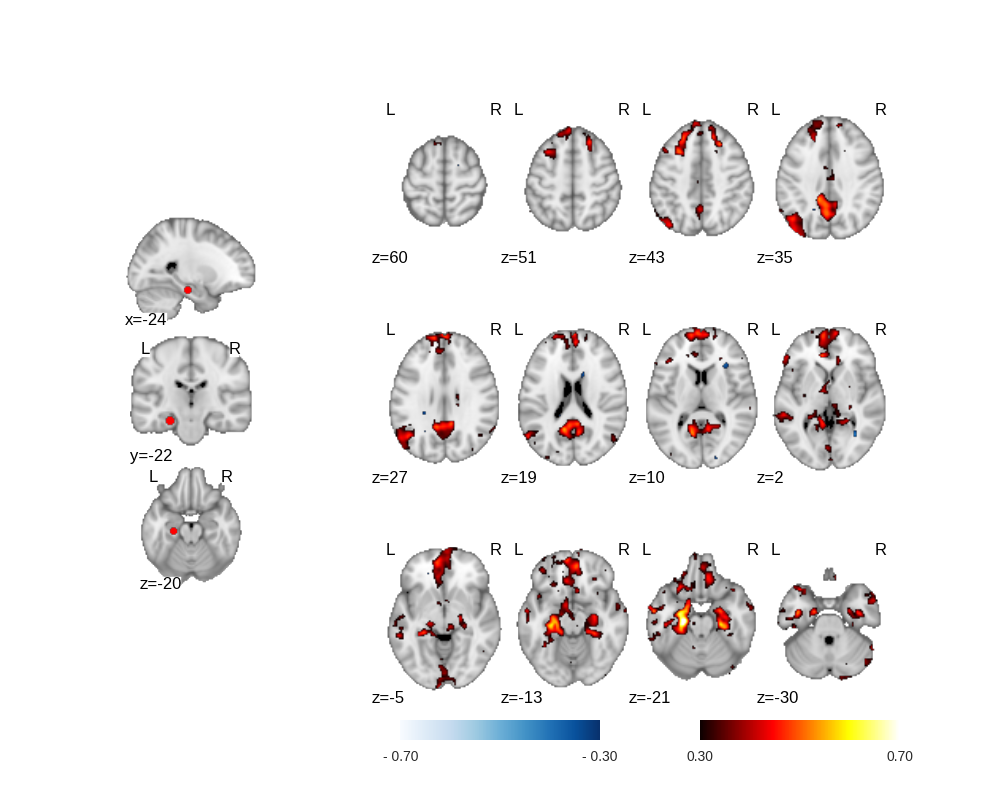 L R L R L R L R
z=60 z=51 z=43 z=35
x=-24
L R
y=-22
L R
z=-20
L R L R L R L R
z=27 z=19 z=10 z=2
L R L R L R L R
z=-5 z=-13 z=-21 z=-30
- 0.70 - 0.30 0.30 0.70